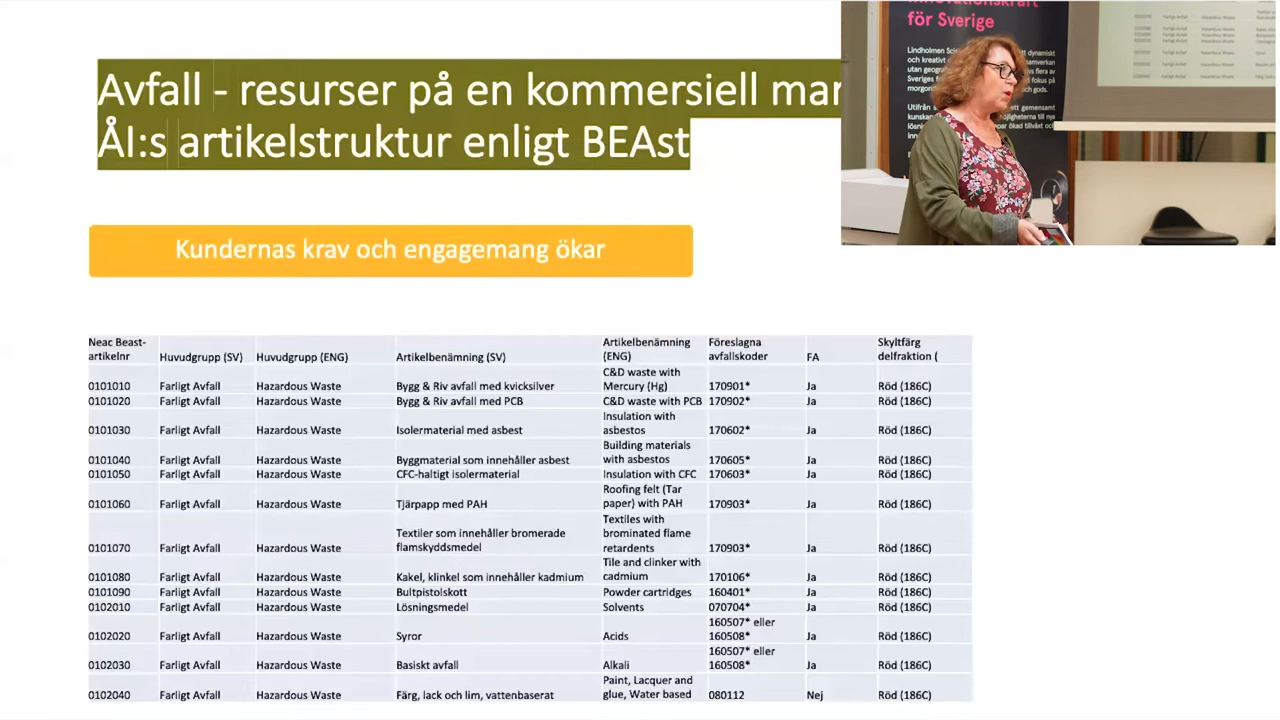 Avfall - resurser på en kommersiell mar
ÅI:s artikelstruktur enligt BEAst
Kundernas krav och engagemang ökar
innovationskraft
för Sverige
Neac Beast-artikelnr Huvudgrupp (SV) Huvudgrupp (ENG) Artikelbenämning (SV) Artikelbenämning (ENG) Föreslagna avfallskoder FA Skyltfärg delfraktion (
0101010 Farligt Avfall Hazardous Waste Bygg & Riv avfall med kvicksilver C&D waste with Mercury (Hg) 170901* Ja Röd (186C)
0101020 Farligt Avfall Hazardous Waste Bygg & Riv avfall med PCB C&D waste with PCB 170902* Ja Röd (186C)
0101030 Farligt Avfall Hazardous Waste Isolermaterial med asbest Insulation with asbestos 170602* Ja Röd (186C)
0101040 Farligt Avfall Hazardous Waste Byggmaterial som innehåller asbest Building materials with asbestos 170605* Ja Röd (186C)
0101050 Farligt Avfall Hazardous Waste CFC-haltigt isolermaterial Insulation with CFC 170603* Ja Röd (186C)
0101060 Farligt Avfall Hazardous Waste Tjärpapp med PAH Roofing felt (Tar paper) with PAH 170903* Ja Röd (186C)
0101070 Farligt Avfall Hazardous Waste Textiler som innehåller bromerade flamskyddsmedel Textiles with brominated flame retardents 170903* Ja Röd (186C)
0101080 Farligt Avfall Hazardous Waste Kakel, klinkel som innehåller kadmium Tile and clinker with cadmium 170106* Ja Röd (186C)
0101090 Farligt Avfall Hazardous Waste Bultpistolskott Powder cartridges 160401* Ja Röd (186C)
0102010 Farligt Avfall Hazardous Waste Lösningsmedel Solvents 070704* Ja Röd (186C)
0102020 Farligt Avfall Hazardous Waste Syror Acids 160507* eller 160508* Ja Röd (186C)
0102030 Farligt Avfall Hazardous Waste Basiskt avfall Alkali 160507* eller 160508* Ja Röd (186C)
0102040 Farligt Avfall Hazardous Waste Färg, lack och lim, vattenbaserat Paint, Lacquer and glue, Water based 080112 Nej Röd (186C)